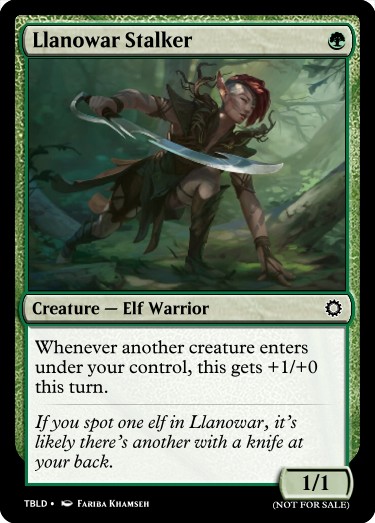 Llanowar Stalker
Creature — Elf Warrior
Whenever another creature enters
under your control, this gets +1/+0
this turn.
If you spot one elf in Llanowar, it's
likely there's another with a knife at
your back.
1/1
TBLD • Fariba Khamseh
(NOT FOR SALE)